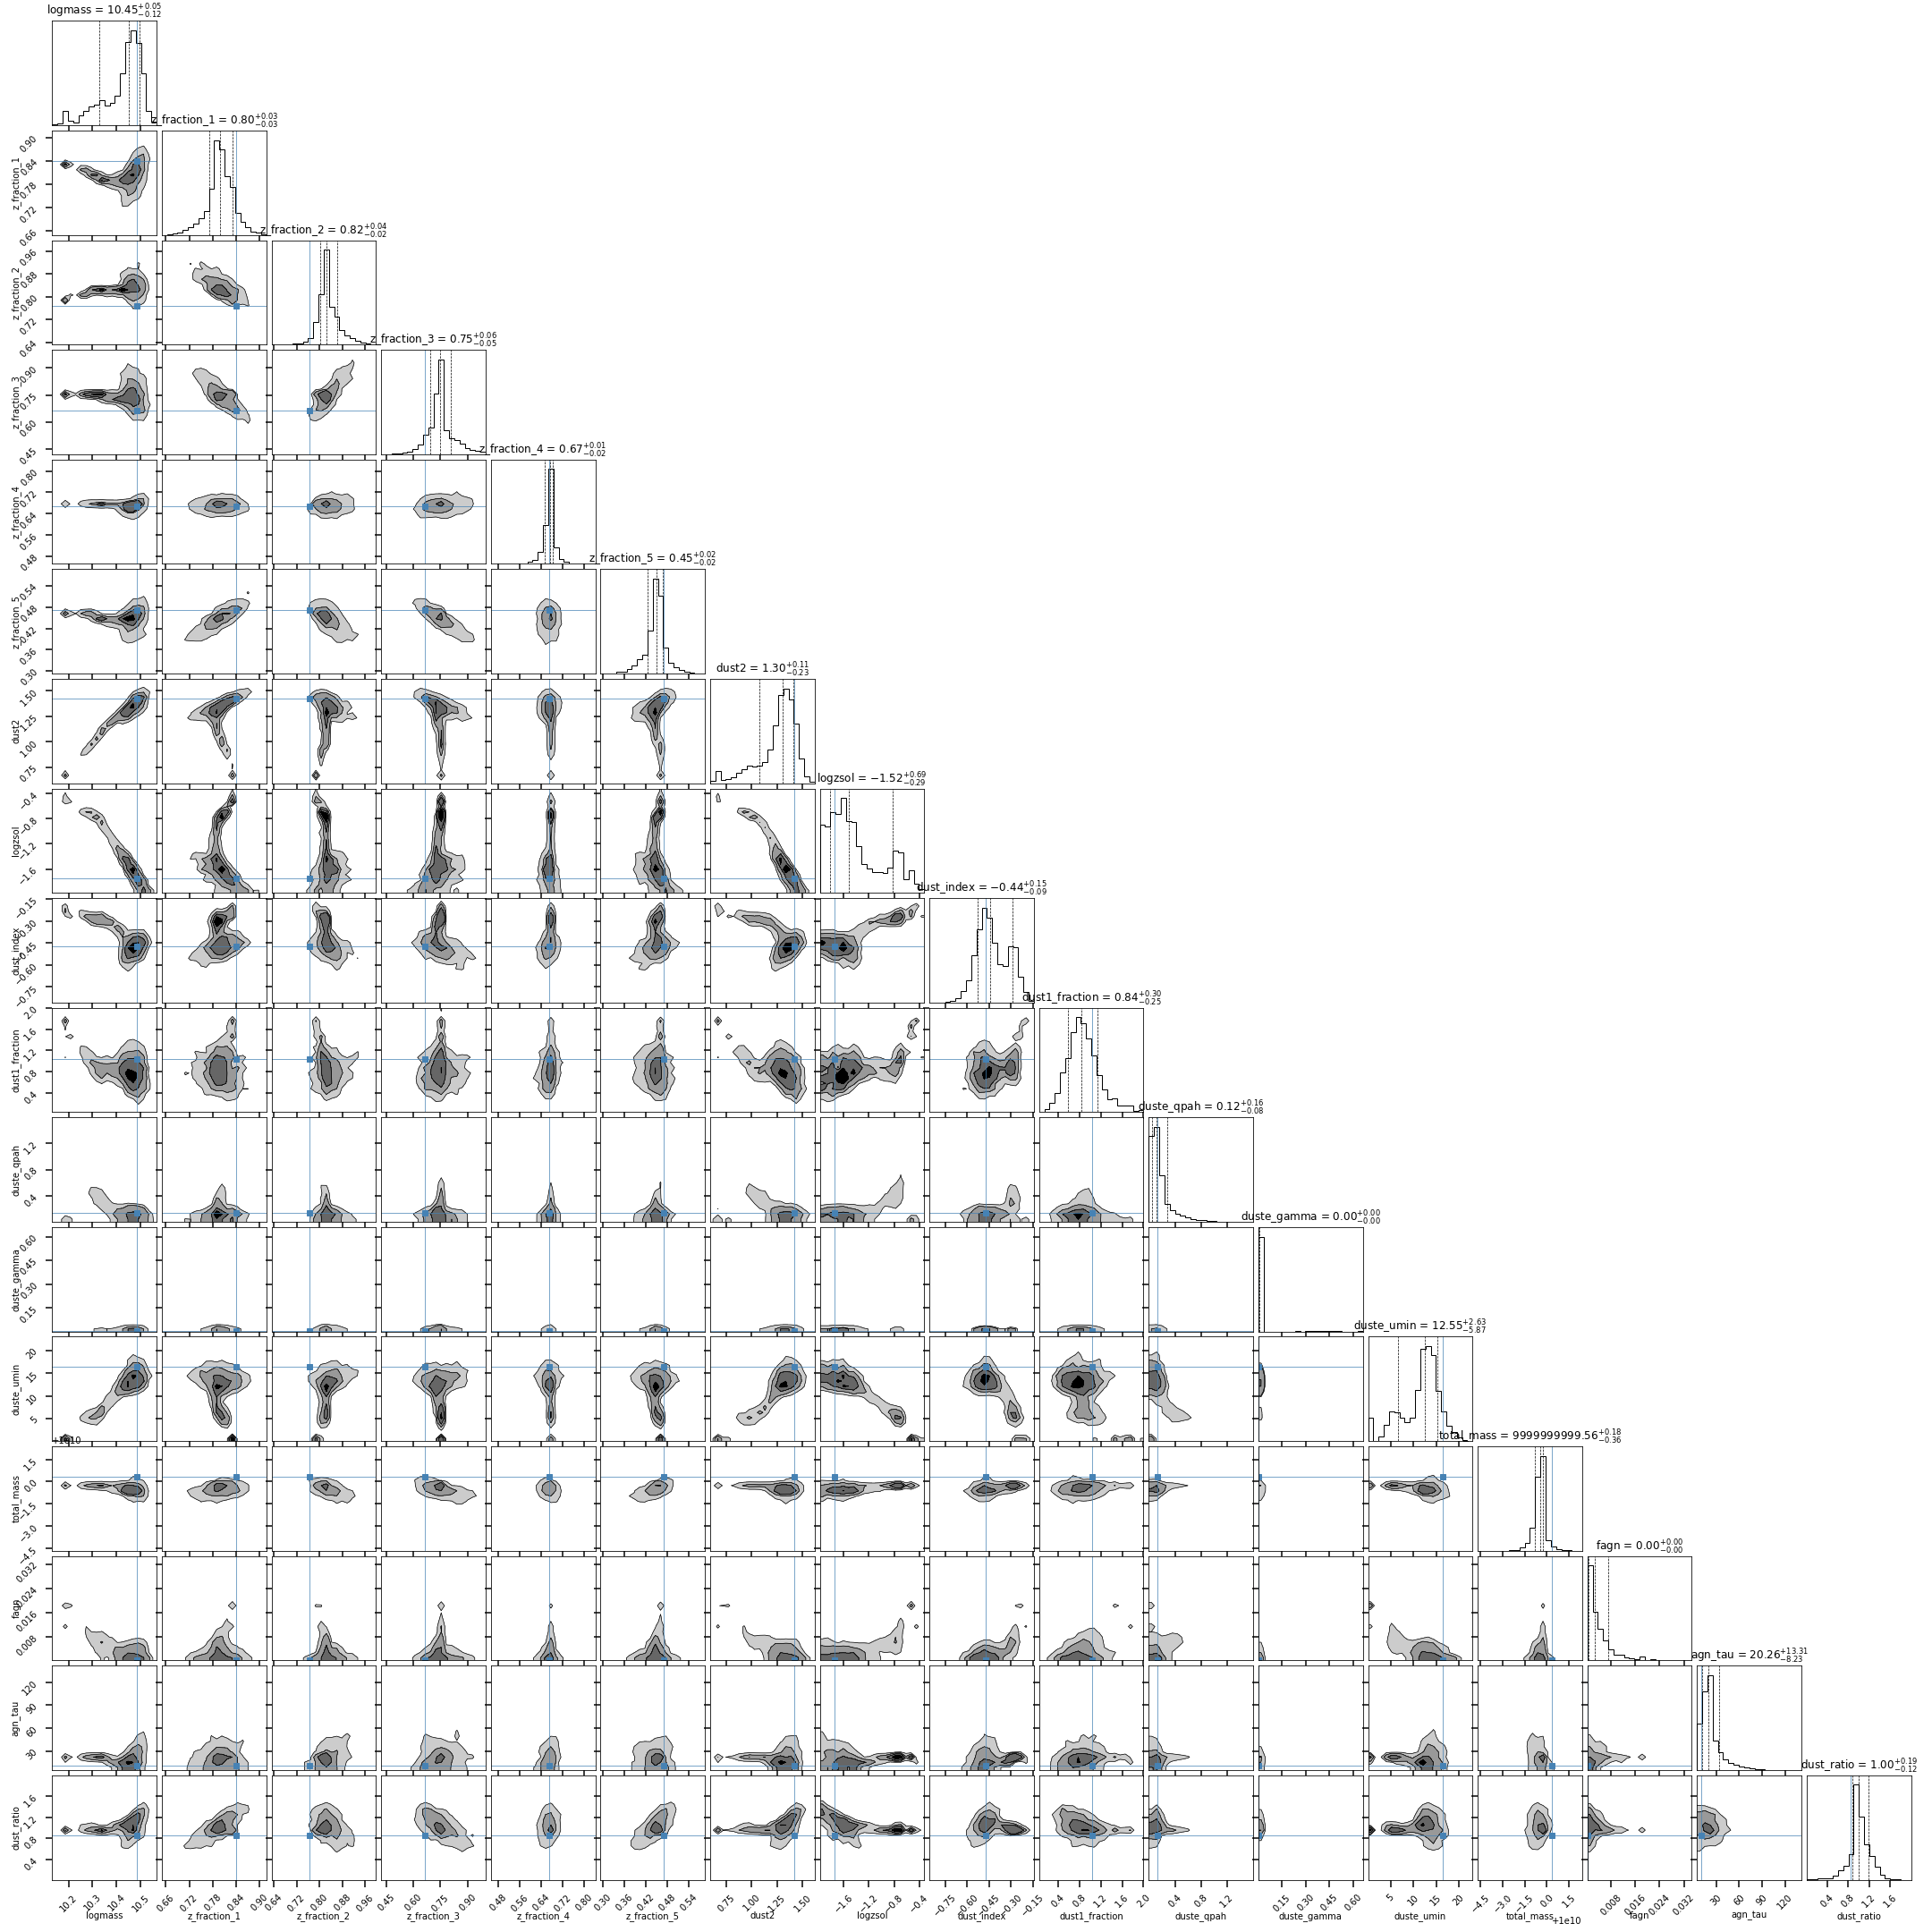 logmass = 10.45+0.05 −0.12
z_fraction_1 = 0.80+0.03 −0.03
0.90
0.84
0.78
0.72
0.66
z_fraction_1
z_fraction_2 = 0.82+0.04 −0.02
0.96
0.88
0.80
0.72
0.64
z_fraction_2
z_fraction_3 = 0.75+0.06 −0.05
0.90
0.75
0.60
0.45
z_fraction_3
z_fraction_4 = 0.67+0.01 −0.02
0.80
0.72
0.64
0.56
0.48
z_fraction_4
z_fraction_5 = 0.45+0.02 −0.02
0.54
0.48
0.42
0.36
0.30
z_fraction_5
dust2 = 1.30+0.11 −0.23
1.50
1.25
1.00
0.75
dust2
logzsol = −1.52+0.69 −0.29
−0.4
−0.8
−1.2
−1.6
logzsol
dust_index = −0.44+0.15 −0.09
−0.15
−0.30
−0.45
−0.60
−0.75
dust_index
dust1_fraction = 0.84+0.30 −0.25
2.0
1.6
1.2
0.8
0.4
dust1_fraction
duste_qpah = 0.12+0.16 −0.08
1.2
0.8
0.4
duste_qpah
duste_gamma = 0.00+0.00 −0.00
0.60
0.45
0.30
0.15
duste_gamma
duste_umin = 12.55+2.63 −5.87
20
15
10
5
duste_umin
total_mass = 9999999999.56+0.18 −0.36
+1e10
1.5
0.0
−1.5
−3.0
−4.5
total_mass
fagn = 0.00+0.00 −0.00
0.032
0.024
0.016
0.008
fagn
agn_tau = 20.26+13.31 −8.23
120
90
60
30
agn_tau
dust_ratio = 1.00+0.19 −0.12
1.6
1.2
0.8
0.4
dust_ratio
10.2 10.3 10.4 10.5 0.66 0.72 0.78 0.84 0.90 0.64 0.72 0.80 0.88 0.96 0.45 0.60 0.75 0.90 0.48 0.56 0.64 0.72 0.80 0.30 0.36 0.42 0.48 0.54 0.75 1.00 1.25 1.50 −1.6 −1.2 −0.8 −0.4 −0.75 −0.60 −0.45 −0.30 −0.15 0.4 0.8 1.2 1.6 2.0 0.4 0.8 1.2 0.15 0.30 0.45 0.60 5 10 15 20 −4.5 −3.0 −1.5 0.0 1.5 0.008 0.016 0.024 0.032 30 60 90 120 0.4 0.8 1.2 1.6
logmass z_fraction_1 z_fraction_2 z_fraction_3 z_fraction_4 z_fraction_5 dust2 logzsol dust_index dust1_fraction duste_qpah duste_gamma duste_umin total_mass +1e10 fagn agn_tau dust_ratio